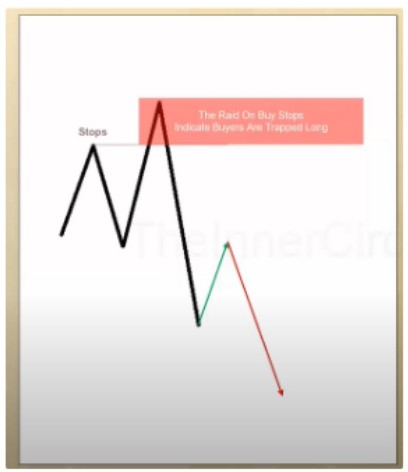 The Raid On Buy Stops
Indicate Buyers Are Trapped Long
Stops
TheInnerCirc